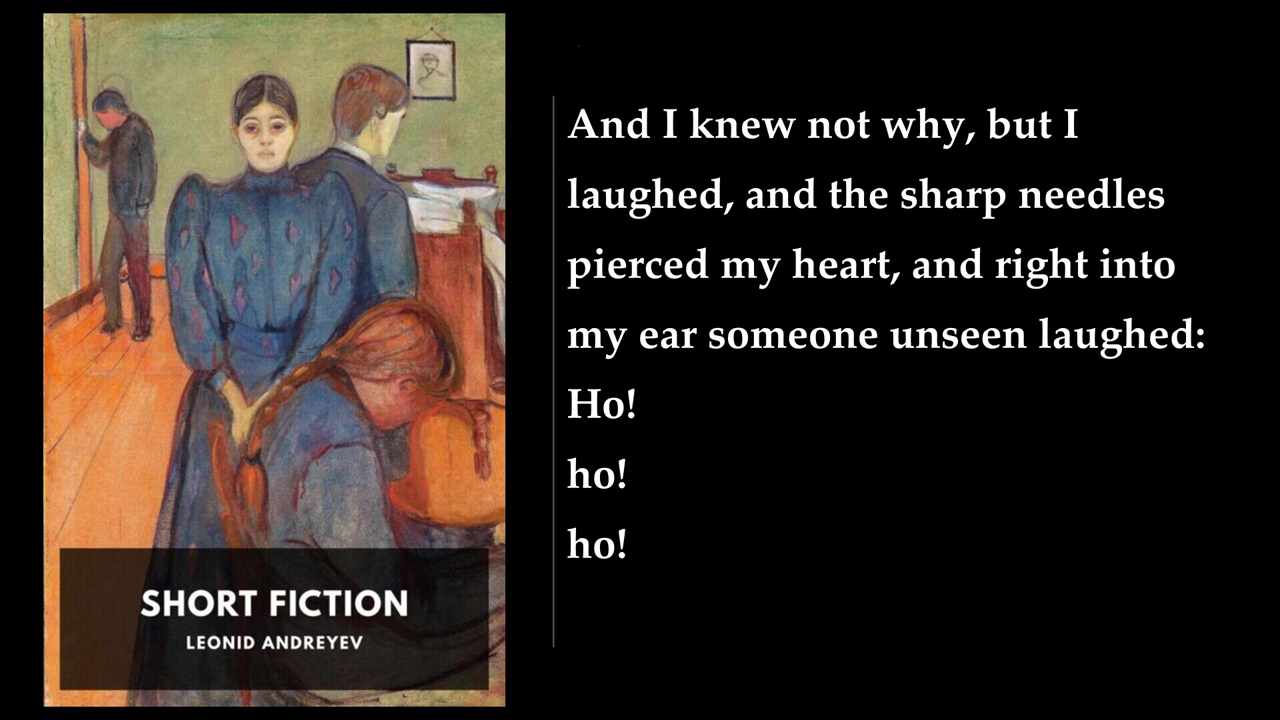 And I knew not why, but I
laughed, and the sharp needles
pierced my heart, and right into
my ear someone unseen laughed:
Ho!
ho!
ho!
SHORT FICTION
LEONID ANDREYEV